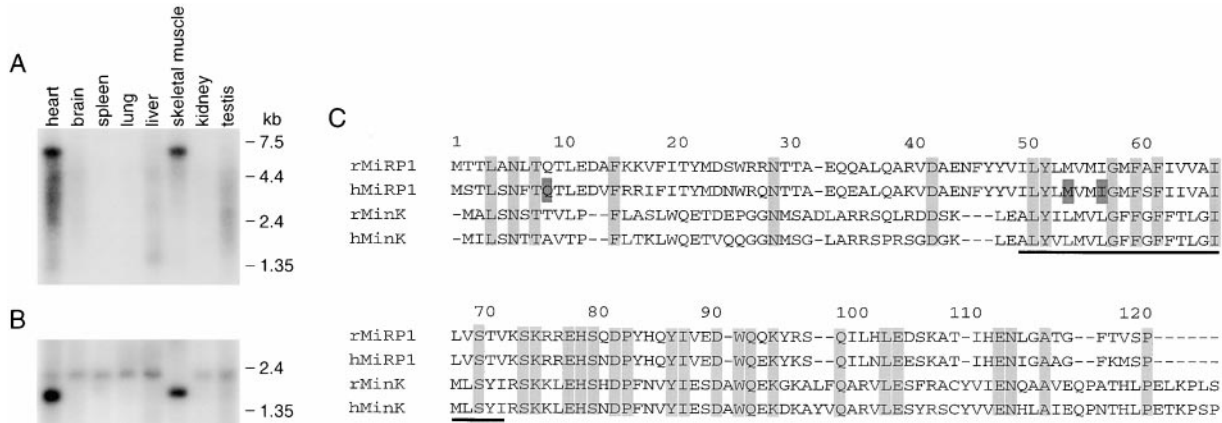 A
heart
brain
spleen
lung
liver
skeletal muscle
kidney
testis
kb
7.5
4.4
2.4
1.35
B
2.4
1.35
C
1 10 20 30 40 50 60
rMiRP1 MTTLANLTQTLEDAFKKVFITYMDSWRRNTTA-EQQALQARVDAENFYYVILYLMVMIGMFAFIVVAI
hMiRP1 MSTLSNFTQTLEDVFRRIFITYMDNWRQNTTA-EQEALQAKVDAENFYYVILYLMVMIGMFSFIIVAI
rMinK -MALSNSTTVLP--FLASLWQETDEPGGNMSADLARRSQLRDDSK---LEALYILMVLGFFGFFTLGI
hMinK -MILSNTTAVTP--FLTKLWQETVQQGGNMSG-LARRSPRSGDGK---LEALYVLMVLGFFGFFTLGI
70 80 90 100 110 120
rMiRP1 LVSTVKSKRREHSQDPYHQYIVED-WQQKYRS--QILHLEDSKAT-IHENLGATG--FTVSP------
hMiRP1 LVSTVKSKRREHSNDPYHQYIVED-WQEKYKS--QILNLEESKAT-IHENIGAAG--FKMSP------
rMinK MLSYIRSKKLEHSHDPFNVYIESDAWQEKGKALFQARVLESFRACYVIENQAAVEQPATHLPELKPLS
hMinK MLSYIRSKKLEHSNDPFNVYIESDAWQEKDKAYVQARVLESYRSCYVVENHLAIEQPNTHLPETKPSP